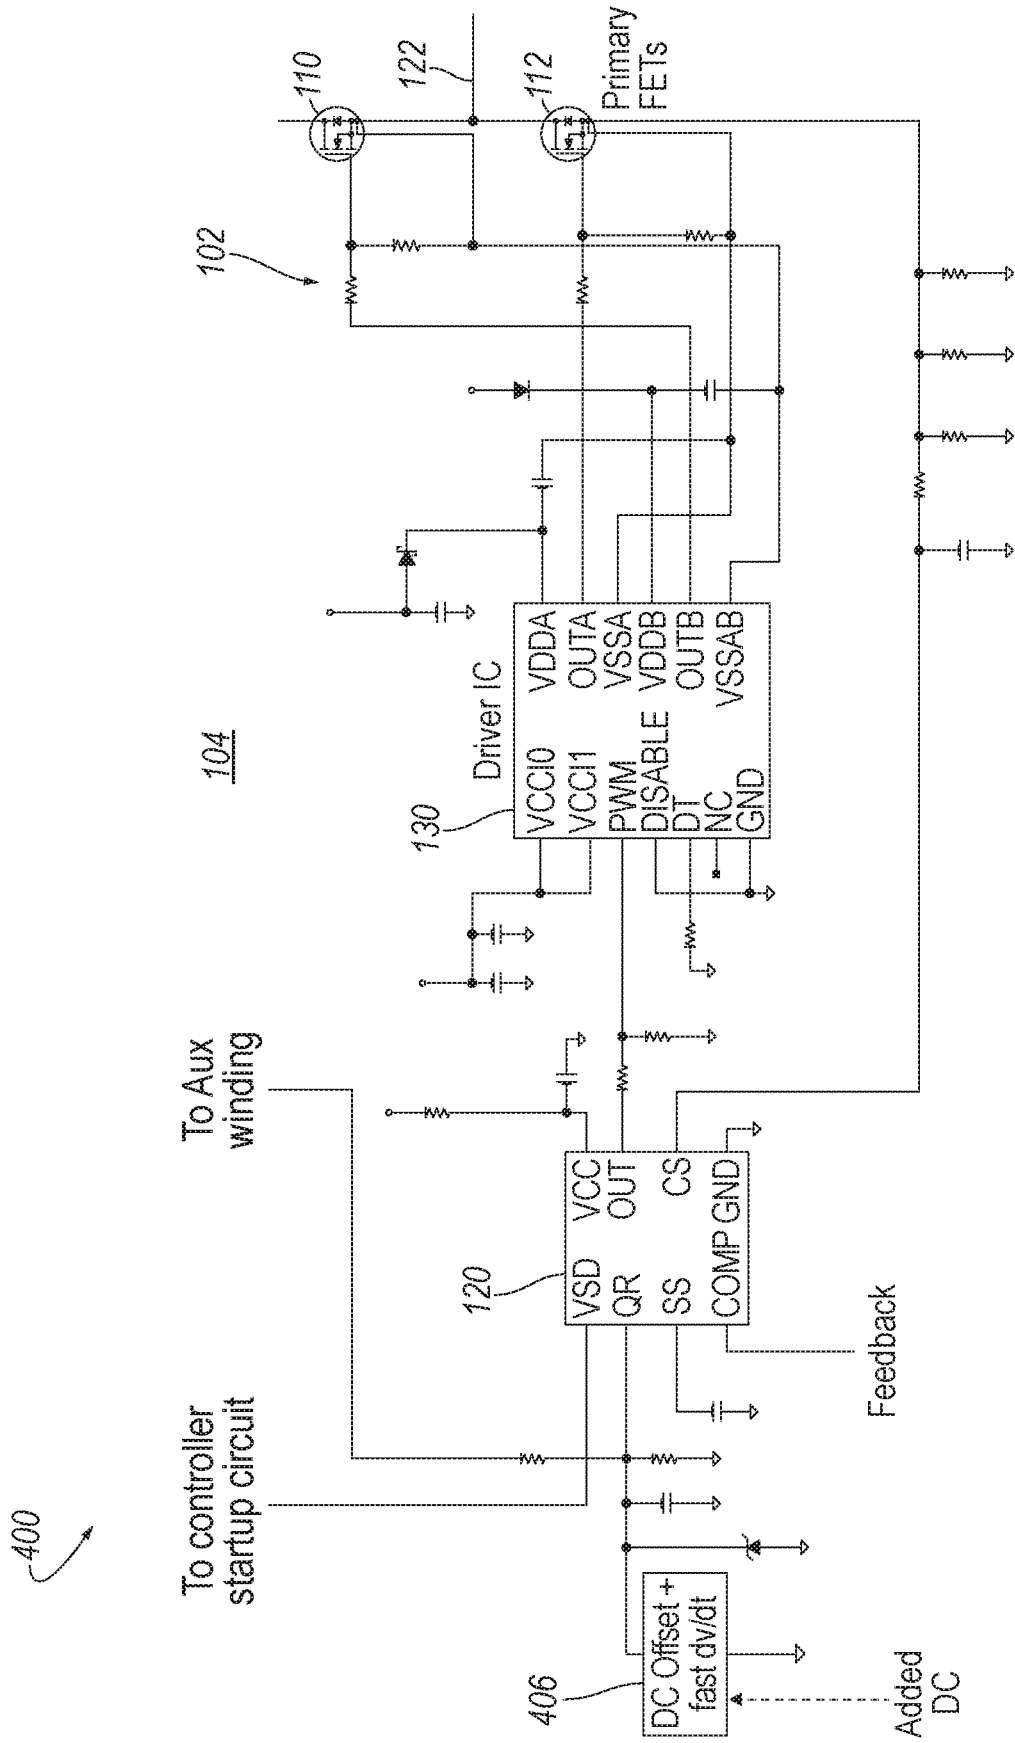 400
To controller
startup circuit
To Aux
winding
104
102
110
122
112
Primary
FETs
Driver IC
130
VCCI0
VCCI1
PWM
DISABLE
DT
NC
GND
VDDA
OUTA
VSSA
VDDB
OUTB
VSSAB
120
VSD
QR
SS
COMP
VCC
OUT
CS
GND
Feedback
406
DC Offset +
fast dv/dt
Added
DC